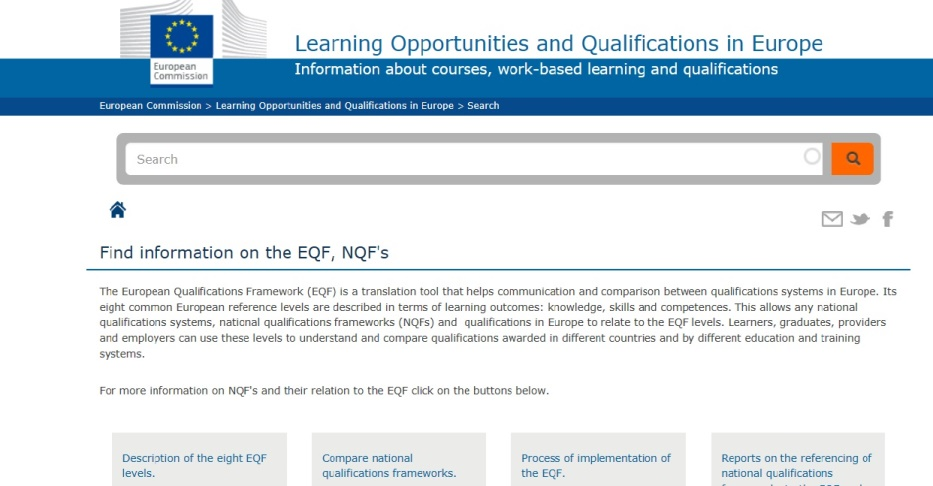 Learning Opportunities and Qualifications in Europe
European
Commission
Information about courses, work-based learning and qualifications
European Commission > Learning Opportunities and Qualifications in Europe > Search
Search
Find information on the EQF, NQF's
The European Qualifications Framework (EQF) is a translation tool that helps communication and comparison between qualifications systems in Europe. Its
eight common European reference levels are described in terms of learning outcomes: knowledge, skills and competences. This allows any national
qualifications systems, national qualifications frameworks (NQFs) and qualifications in Europe to relate to the EQF levels. Learners, graduates, providers
and employers can use these levels to understand and compare qualifications awarded in different countries and by different education and training
systems.
For more information on NQF's and their relation to the EQF click on the buttons below.
Description of the eight EQF
levels.
Compare national
qualifications frameworks.
Process of implementation of
the EQF.
Reports on the referencing of
national qualifications